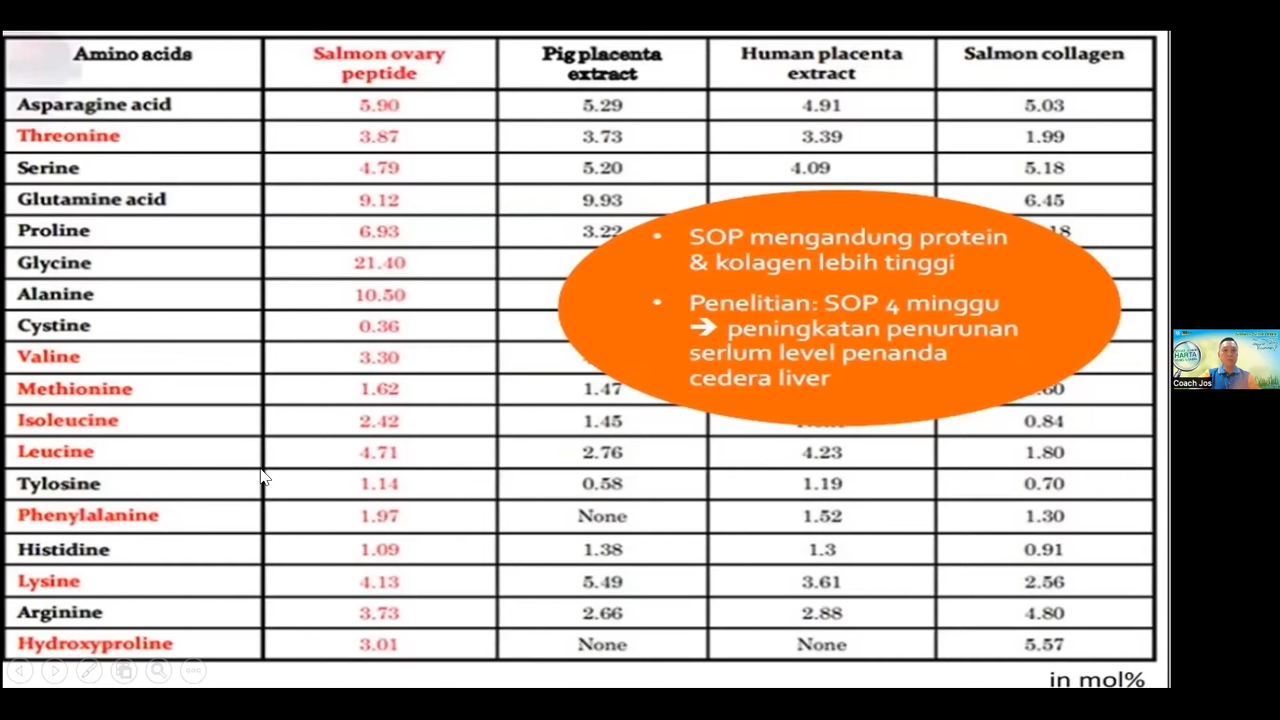 Amino acids Salmon ovary peptide Pig placenta extract Human placenta extract Salmon collagen
Asparagine acid 5.90 5.29 4.91 5.03
Threonine 3.87 3.73 3.39 1.99
Serine 4.79 5.20 4.09 5.18
Glutamine acid 9.12 9.93 6.45
Proline 6.93 3.22
Glycine 21.40
Alanine 10.50
Cystine 0.36
Valine 3.30
Methionine 1.62 1.47
Isoleucine 2.42 1.45 0.84
Leucine 4.71 2.76 4.23 1.80
Tylosine 1.14 0.58 1.19 0.70
Phenylalanine 1.97 None 1.52 1.30
Histidine 1.09 1.38 1.3 0.91
Lysine 4.13 5.49 3.61 2.56
Arginine 3.73 2.66 2.88 4.80
Hydroxyproline 3.01 None None 5.57
in mol%
• SOP mengandung protein
& kolagen lebih tinggi
• Penelitian: SOP 4 minggu
➔ peningkatan penurunan
serlum level penanda
cedera liver
HARTA
Coach Jos